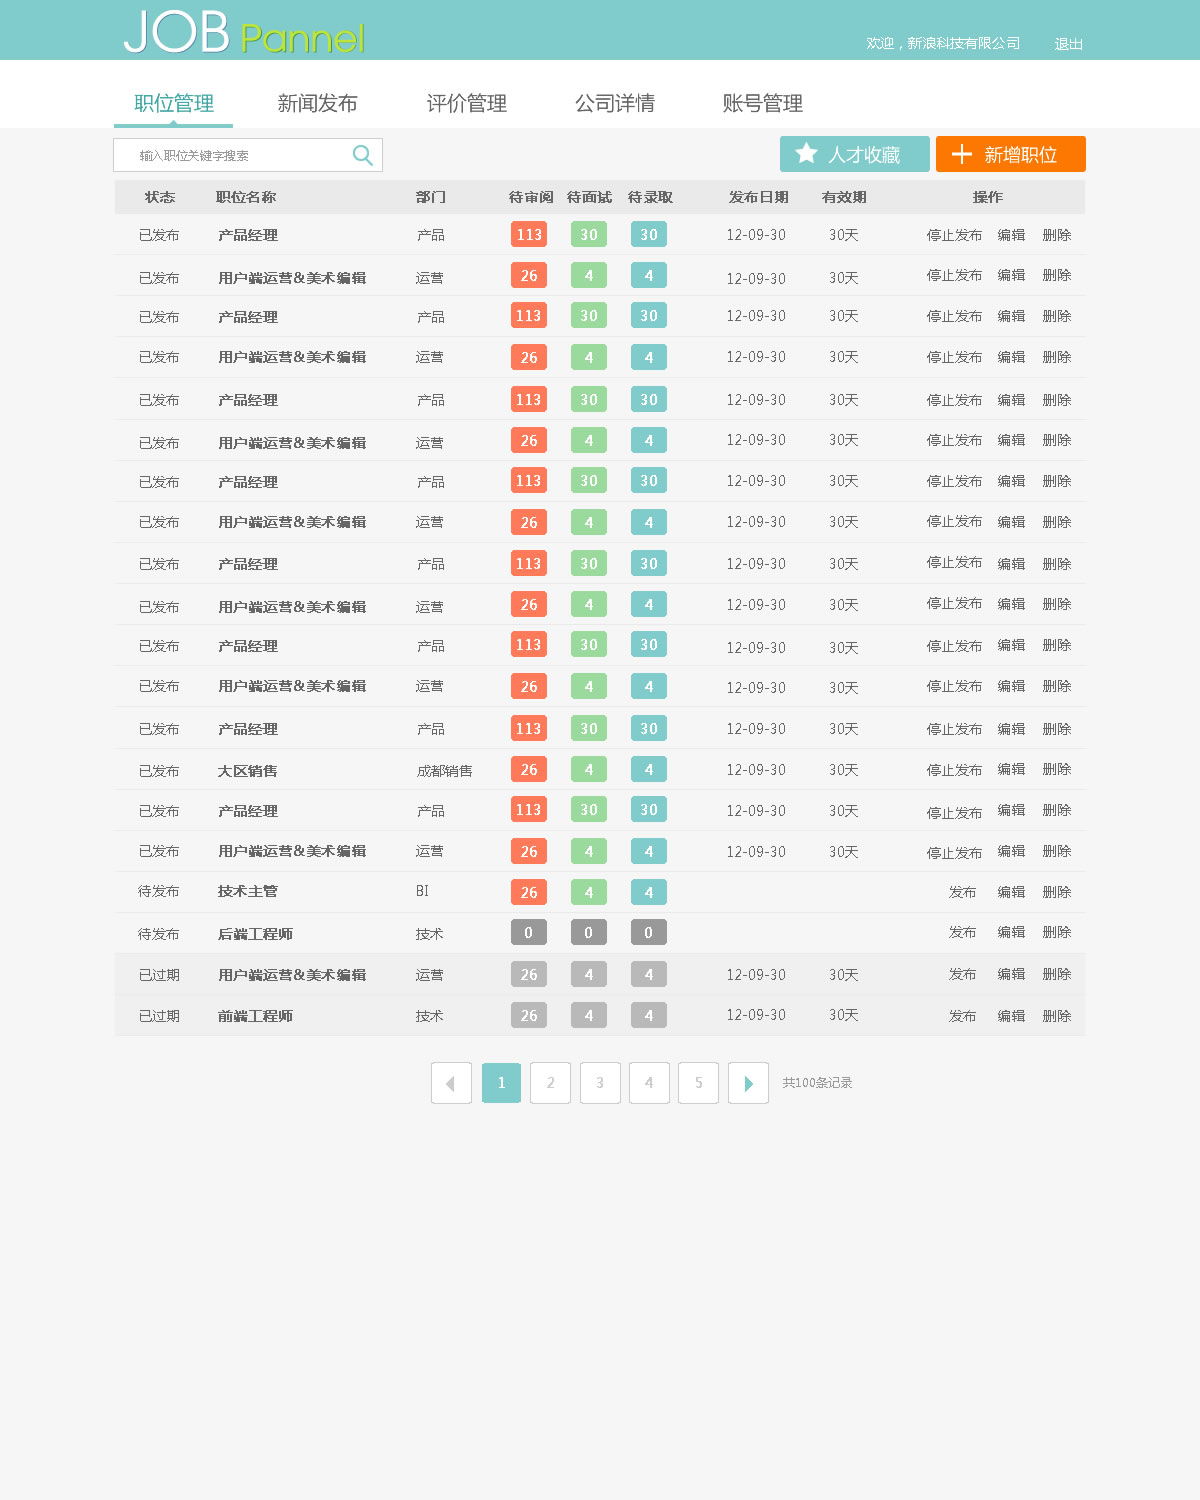 JOB Pannel
欢迎，新浪科技有限公司 退出
职位管理 新闻发布 评价管理 公司详情 账号管理
输入职位关键字搜索 人才收藏 新增职位
状态 职位名称 部门 待审阅 待面试 待录取 发布日期 有效期 操作
已发布 产品经理 产品 113 30 30 12-09-30 30天 停止发布 编辑 删除
已发布 用户端运营&美术编辑 运营 26 4 4 12-09-30 30天 停止发布 编辑 删除
已发布 产品经理 产品 113 30 30 12-09-30 30天 停止发布 编辑 删除
已发布 用户端运营&美术编辑 运营 26 4 4 12-09-30 30天 停止发布 编辑 删除
已发布 产品经理 产品 113 30 30 12-09-30 30天 停止发布 编辑 删除
已发布 用户端运营&美术编辑 运营 26 4 4 12-09-30 30天 停止发布 编辑 删除
已发布 产品经理 产品 113 30 30 12-09-30 30天 停止发布 编辑 删除
已发布 用户端运营&美术编辑 运营 26 4 4 12-09-30 30天 停止发布 编辑 删除
已发布 产品经理 产品 113 30 30 12-09-30 30天 停止发布 编辑 删除
已发布 用户端运营&美术编辑 运营 26 4 4 12-09-30 30天 停止发布 编辑 删除
已发布 产品经理 产品 113 30 30 12-09-30 30天 停止发布 编辑 删除
已发布 用户端运营&美术编辑 运营 26 4 4 12-09-30 30天 停止发布 编辑 删除
已发布 产品经理 产品 113 30 30 12-09-30 30天 停止发布 编辑 删除
已发布 大区销售 成都销售 26 4 4 12-09-30 30天 停止发布 编辑 删除
已发布 产品经理 产品 113 30 30 12-09-30 30天 停止发布 编辑 删除
已发布 用户端运营&美术编辑 运营 26 4 4 12-09-30 30天 停止发布 编辑 删除
待发布 技术主管 BI 26 4 4 发布 编辑 删除
待发布 后端工程师 技术 0 0 0 发布 编辑 删除
已过期 用户端运营&美术编辑 运营 26 4 4 12-09-30 30天 发布 编辑 删除
已过期 前端工程师 技术 26 4 4 12-09-30 30天 发布 编辑 删除
1 2 3 4 5 共100条记录